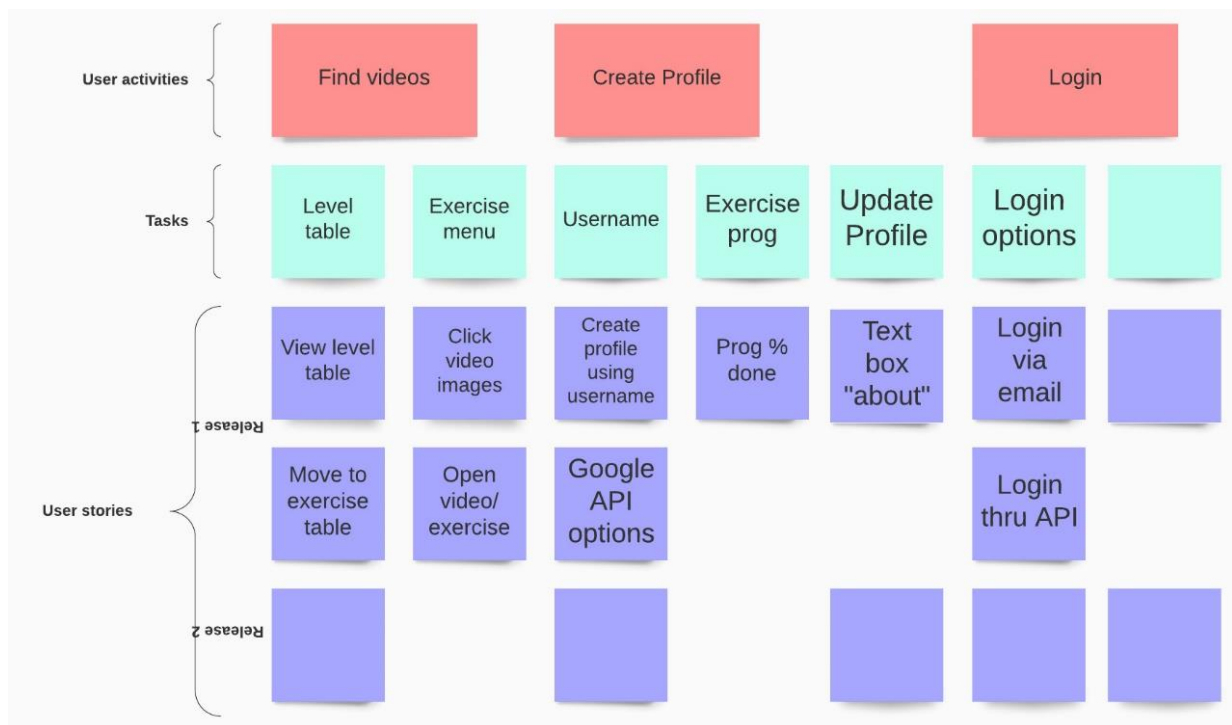 User activities
Find videos
Create Profile
Login
Tasks
Level
table
Exercise
menu
Username
Exercise
prog
Update
Profile
Login
options
User stories
Release 1
View level
table
Click
video
images
Create
profile
using
username
Prog %
done
Text
box
"about"
Login
via
email
Move to
exercise
table
Open
video/
exercise
Google
API
options
Login
thru API
Release 2